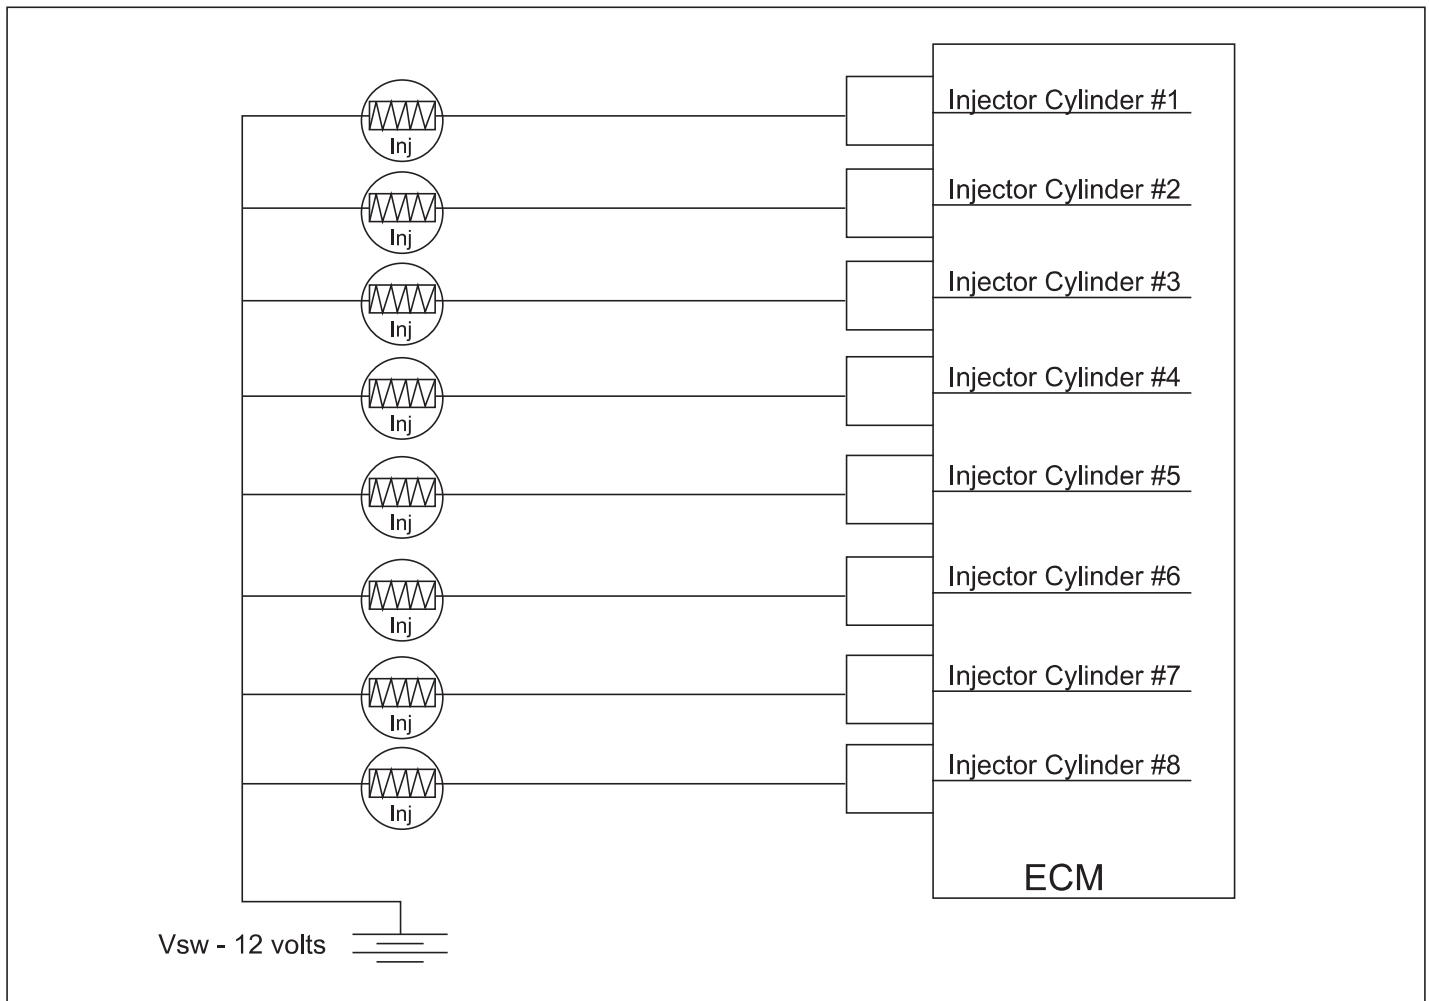 Injector Cylinder #1
Inj
Injector Cylinder #2
Inj
Injector Cylinder #3
Inj
Injector Cylinder #4
Inj
Injector Cylinder #5
Inj
Injector Cylinder #6
Inj
Injector Cylinder #7
Inj
Injector Cylinder #8
Inj
ECM
Vsw - 12 volts